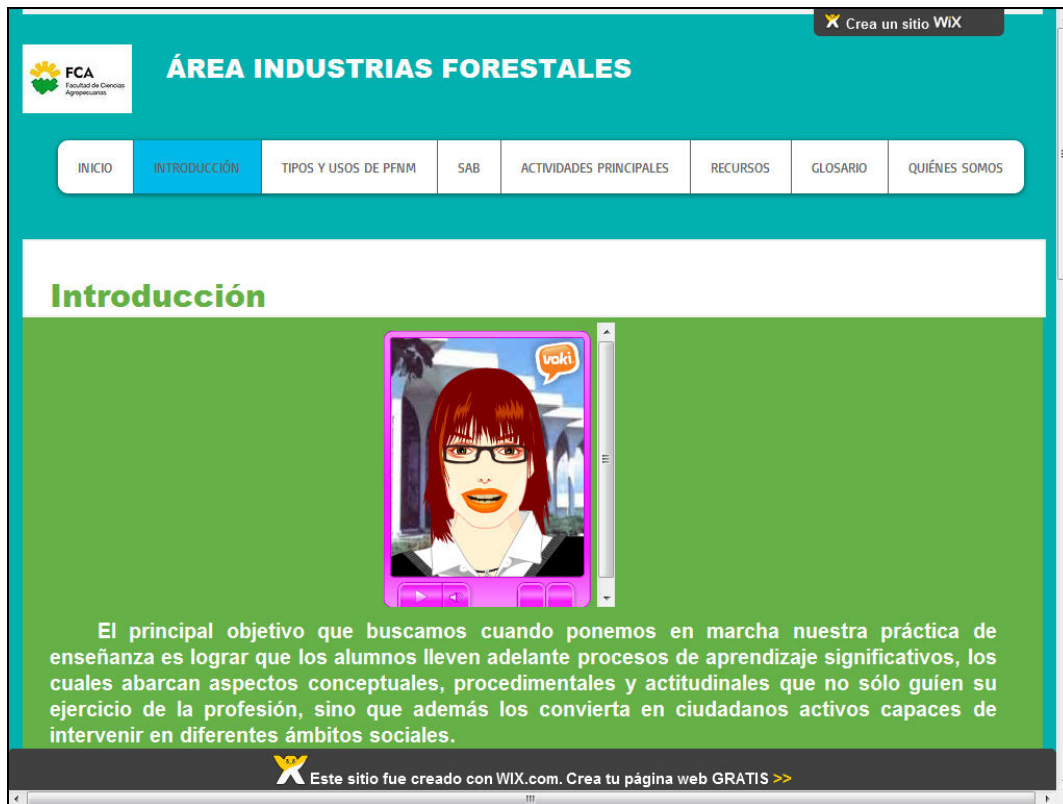 Crea un sitio WiX
FCA
Facultad de Ciencias
Agropecuarias
ÁREA INDUSTRIAS FORESTALES
INICIO
INTRODUCCIÓN
TIPOS Y USOS DE PFNM
SAB
ACTIVIDADES PRINCIPALES
RECURSOS
GLOSARIO
QUIÉNES SOMOS
Introducción
voki
El principal objetivo que buscamos cuando ponemos en marcha nuestra práctica de
enseñanza es lograr que los alumnos lleven adelante procesos de aprendizaje significativos, los
cuales abarcan aspectos conceptuales, procedimentales y actitudinales que no sólo guíen su
ejercicio de la profesión, sino que además los convierta en ciudadanos activos capaces de
intervenir en diferentes ámbitos sociales.
Este sitio fue creado con WIX.com. Crea tu página web GRATIS >>